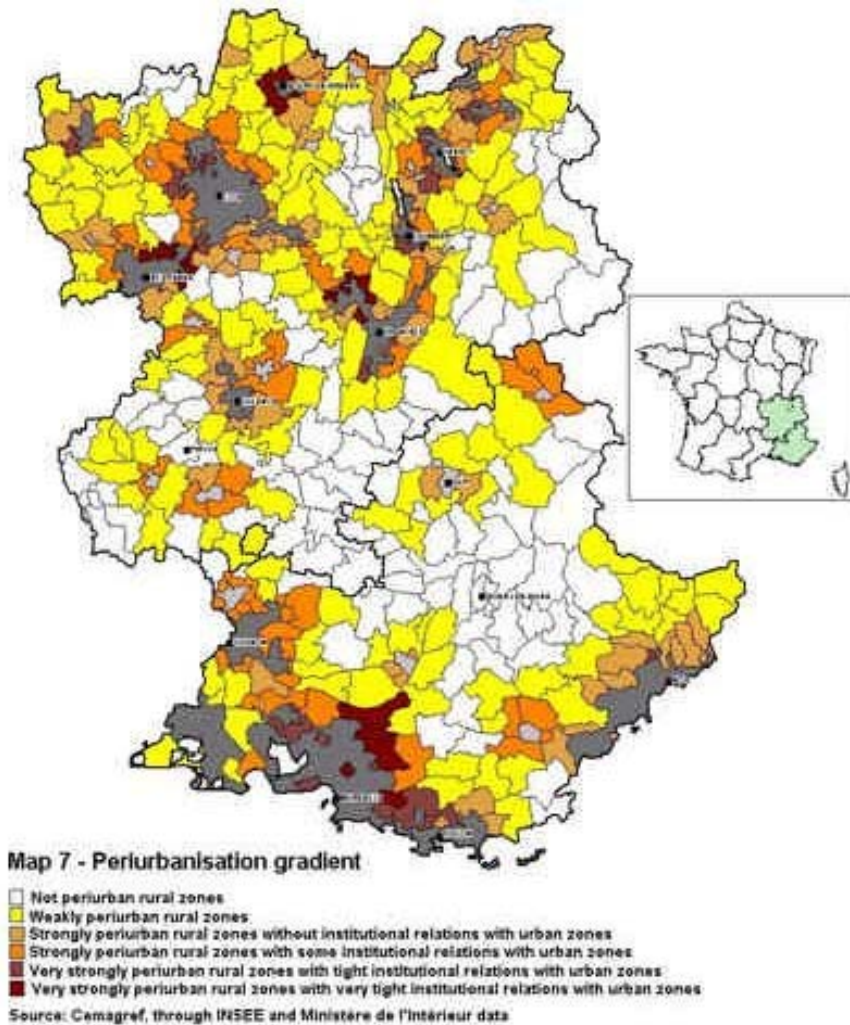 Map 7 - Periurbanisation gradient
Not periurban rural zones
Weakly periurban rural zones
Strongly periurban rural zones without institutional relations with urban zones
Strongly periurban rural zones with some institutional relations with urban zones
Very strongly periurban rural zones with tight institutional relations with urban zones
Very strongly periurban rural zones with very tight institutional relations with urban zones
Source: Cemagref, through INSEE and Ministère de l'Intérieur data